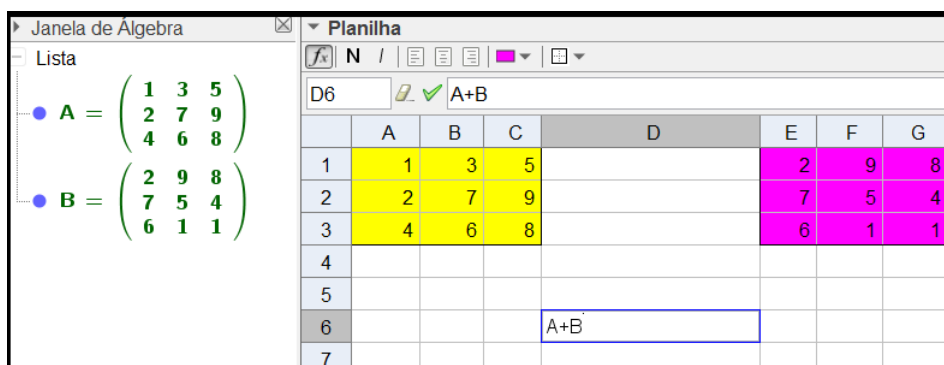 Janela de Álgebra
Lista
A = ( 1 3 5
2 7 9
4 6 8 )
B = ( 2 9 8
7 5 4
6 1 1 )
Planilha
fx N I
D6 A+B
A B C D E F G
1 1 3 5 2 9 8
2 2 7 9 7 5 4
3 4 6 8 6 1 1
4
5
6 A+B
7